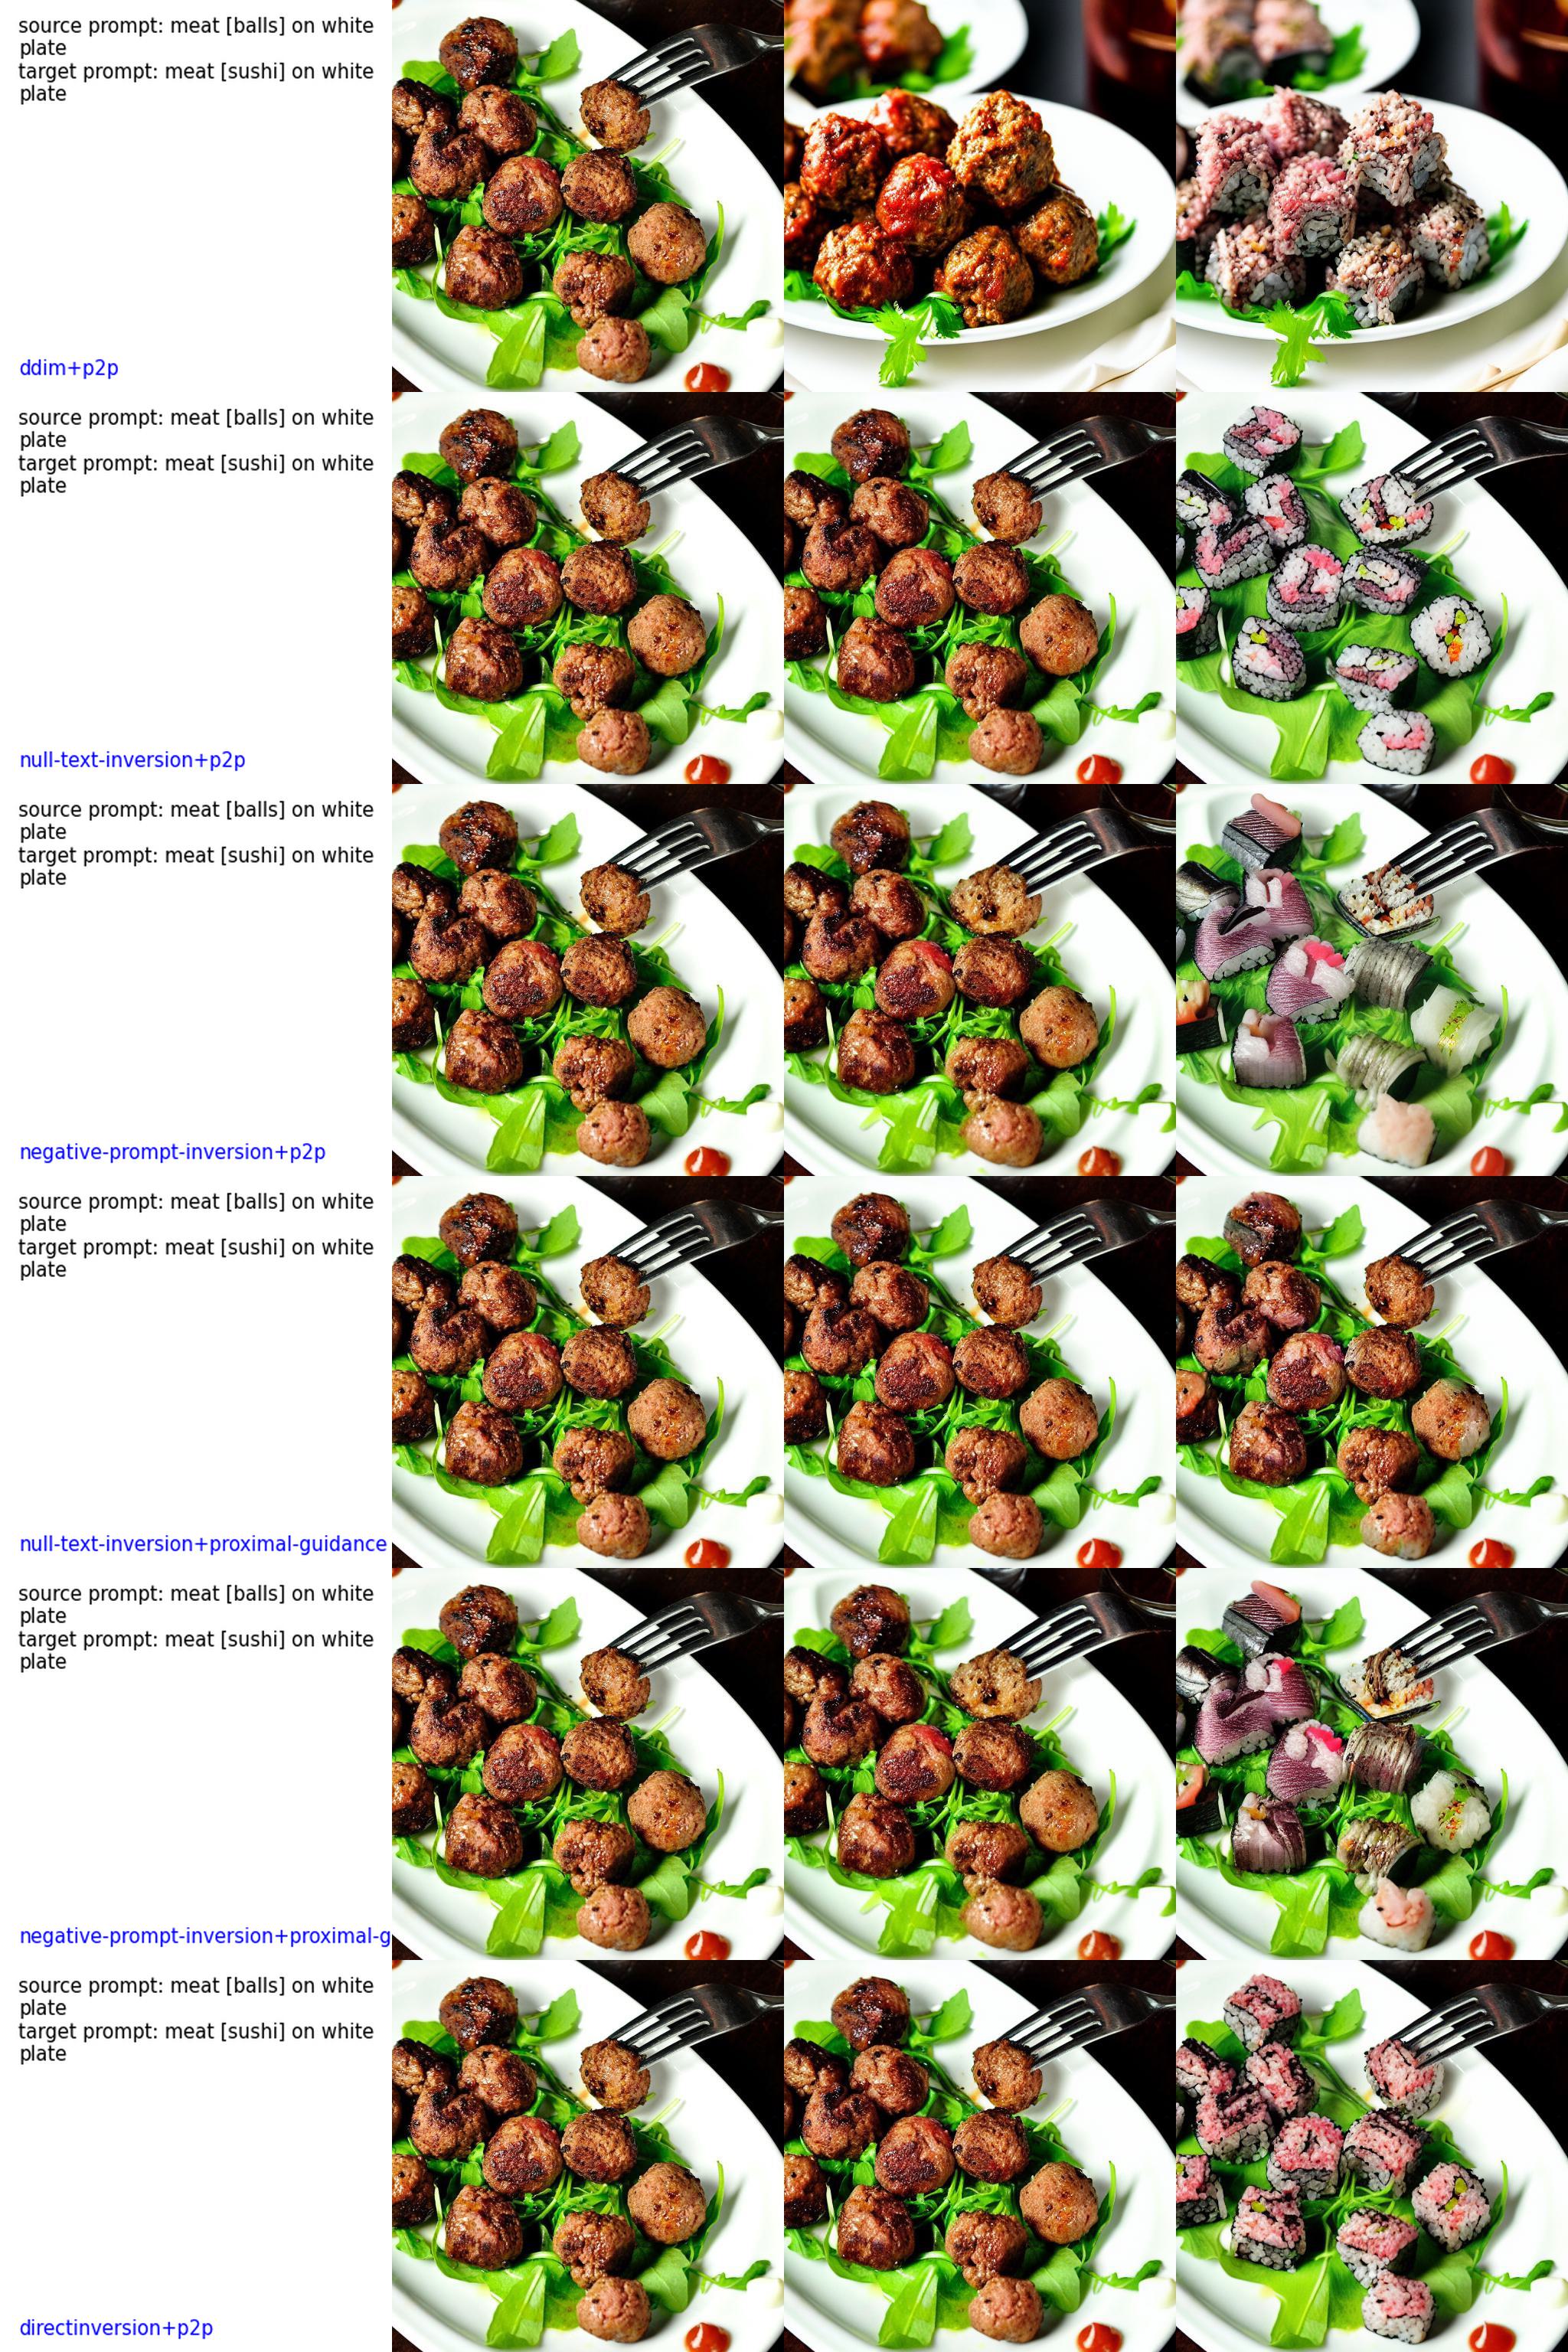 source prompt: meat [balls] on white
plate
target prompt: meat [sushi] on white
plate
ddim+p2p
source prompt: meat [balls] on white
plate
target prompt: meat [sushi] on white
plate
null-text-inversion+p2p
source prompt: meat [balls] on white
plate
target prompt: meat [sushi] on white
plate
negative-prompt-inversion+p2p
source prompt: meat [balls] on white
plate
target prompt: meat [sushi] on white
plate
null-text-inversion+proximal-guidance
source prompt: meat [balls] on white
plate
target prompt: meat [sushi] on white
plate
negative-prompt-inversion+proximal-g
source prompt: meat [balls] on white
plate
target prompt: meat [sushi] on white
plate
directinversion+p2p